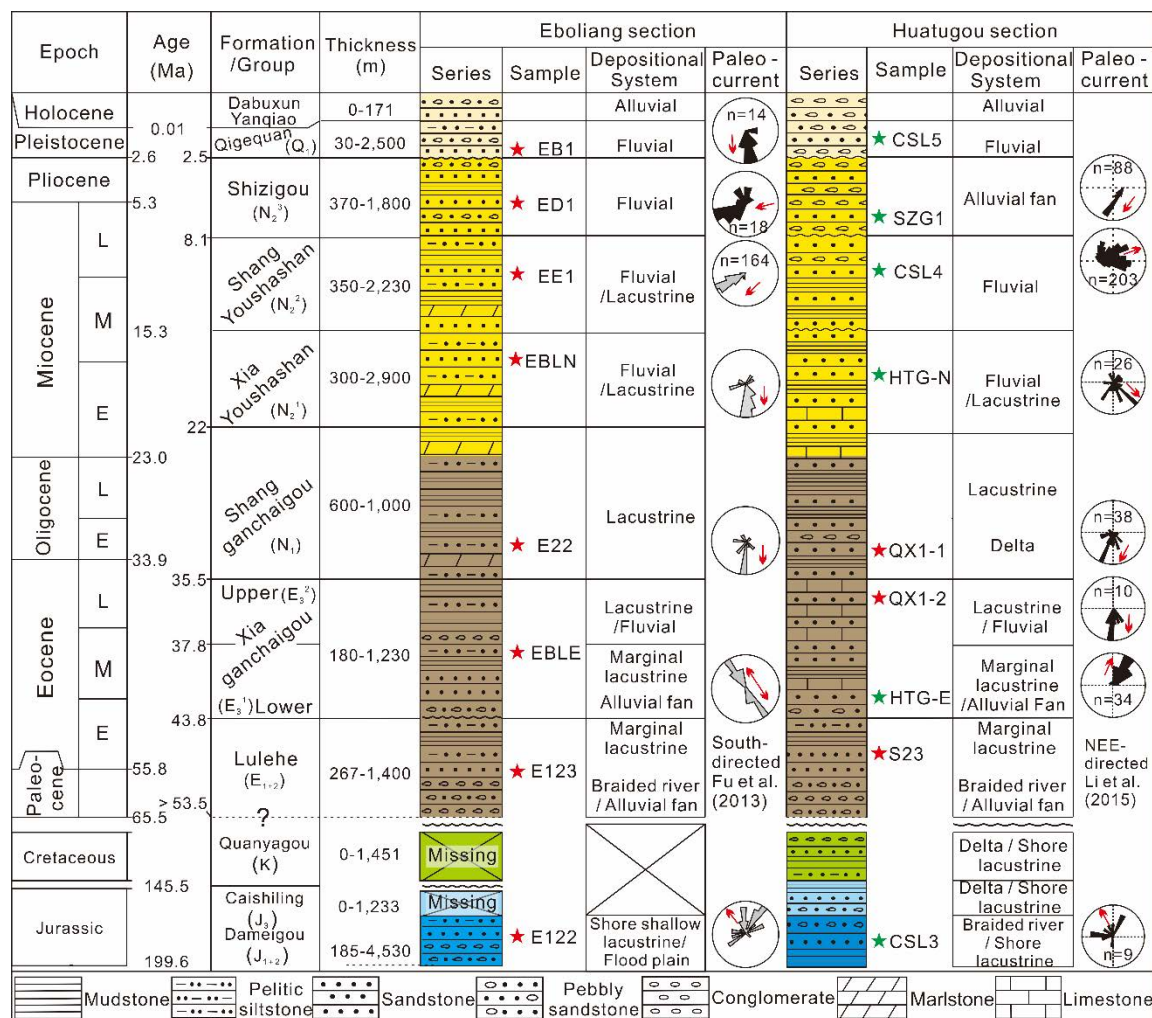 Epoch
Age
(Ma)
Formation
/Group
Thickness
(m)
Eboliang section
Series
Sample
Depositional
System
Paleo-
current
Huatugou section
Series
Sample
Depositional
System
Paleo-
current
Holocene
0.01
Pleistocene
2.6
2.5
Pliocene
5.3
8.1
Miocene
L
M
E
15.3
22
23.0
Oligocene
L
E
33.9
35.5
Eocene
L
M
E
37.8
43.8
Paleo-
cene
55.8
> 53.5
65.5
Cretaceous
145.5
Jurassic
199.6
Dabuxun
Yanqiao
0-171
Qigequan
30-2,500
Shizigou
(N₂³)
370-1,800
Shang
Youshashan
(N₂²)
350-2,230
Xia
Youshashan
(N₂¹)
300-2,900
Shang
ganchaigou
(N₁)
600-1,000
Upper(E₃²)
Xia
ganchaigou
(E₃¹)Lower
180-1,230
Lulehe
(E₁₊₂)
267-1,400
?
Quanyagou
(K)
0-1,451
Caishiling
(J₃)
0-1,233
Dameigou
(J₁₊₂)
185-4,530
Missing
Missing
EB1
ED1
EE1
EBLN
E22
EBLE
E123
E122
Alluvial
Fluvial
Fluvial
Fluvial
/Lacustrine
Fluvial
/Lacustrine
Lacustrine
Lacustrine
/Fluvial
Marginal
lacustrine
Alluvial fan
Marginal
lacustrine
Braided river
/ Alluvial fan
Shore shallow
lacustrine/
Flood plain
n=14
n=18
n=164
South-
directed
Fu et al.
(2013)
CSL5
SZG1
CSL4
HTG-N
QX1-1
QX1-2
HTG-E
S23
CSL3
Alluvial
Fluvial
Alluvial fan
Fluvial
Fluvial
/Lacustrine
Lacustrine
Delta
Lacustrine
/ Fluvial
Marginal
lacustrine
/Alluvial Fan
Marginal
lacustrine
Braided river
/ Alluvial fan
Delta / Shore
lacustrine
Delta / Shore
lacustrine
Braided river
/ Shore
lacustrine
n=88
n=203
n=26
n=38
n=10
n=34
NEE-
directed
Li et al.
(2015)
n=9
Mudstone
Pelitic
siltstone
Sandstone
Pebbly
sandstone
Conglomerate
Marlstone
Limestone